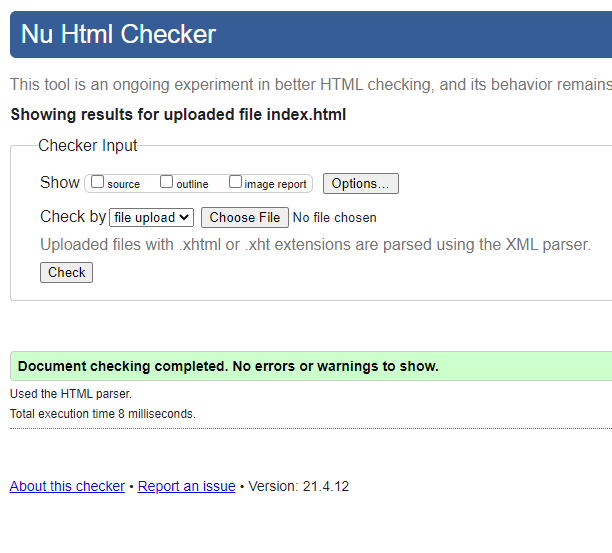 Nu Html Checker
This tool is an ongoing experiment in better HTML checking, and its behavior remains
Showing results for uploaded file index.html
Checker Input
Show source outline image report Options...
Check by file upload Choose File No file chosen
Uploaded files with .xhtml or .xht extensions are parsed using the XML parser.
Check
Document checking completed. No errors or warnings to show.
Used the HTML parser.
Total execution time 8 milliseconds.
About this checker • Report an issue • Version: 21.4.12